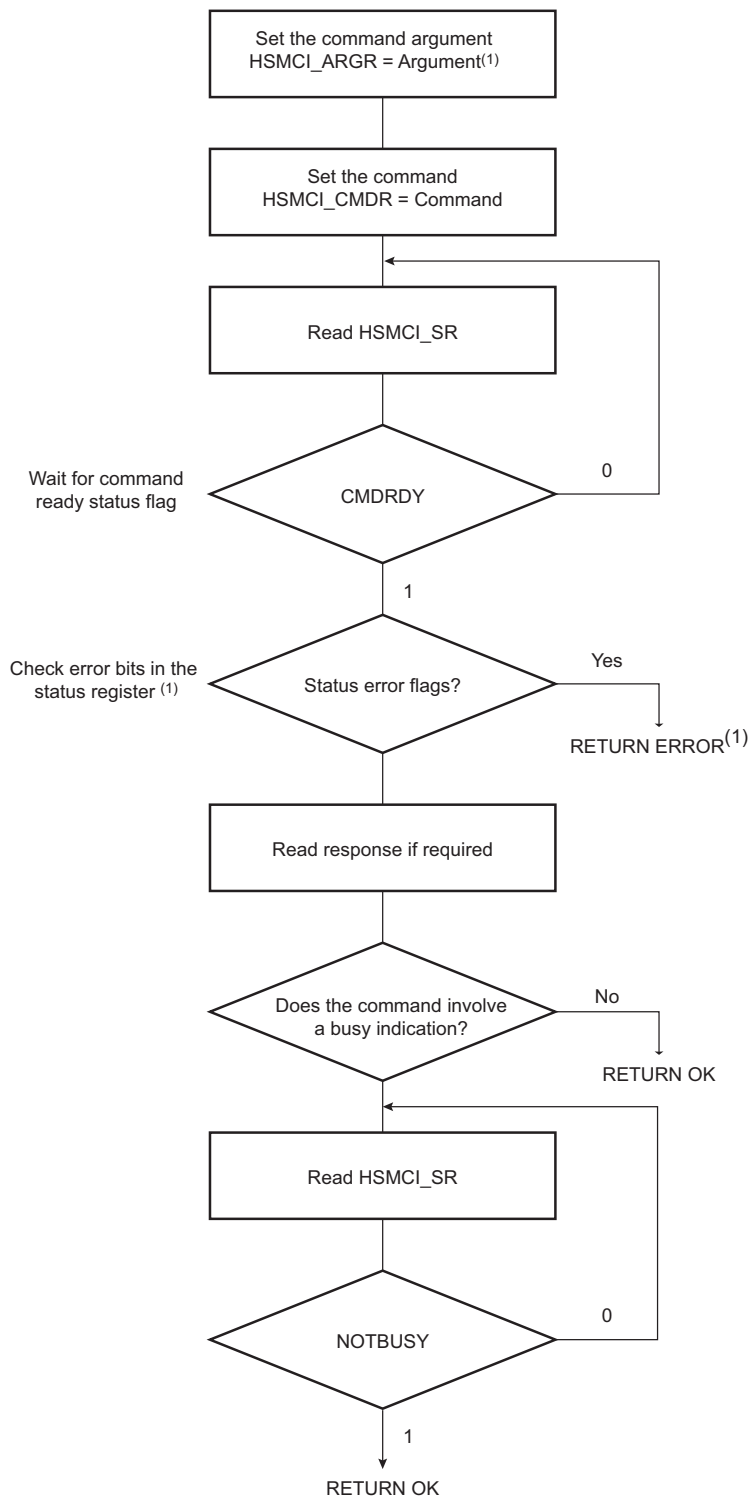 Set the command argument
HSMCI_ARGR = Argument(1)
Set the command
HSMCI_CMDR = Command
Read HSMCI_SR
Wait for command
ready status flag
CMDRDY
0
1
Check error bits in the
status register (1)
Status error flags?
Yes
RETURN ERROR(1)
Read response if required
Does the command involve
a busy indication?
No
RETURN OK
Read HSMCI_SR
NOTBUSY
0
1
RETURN OK